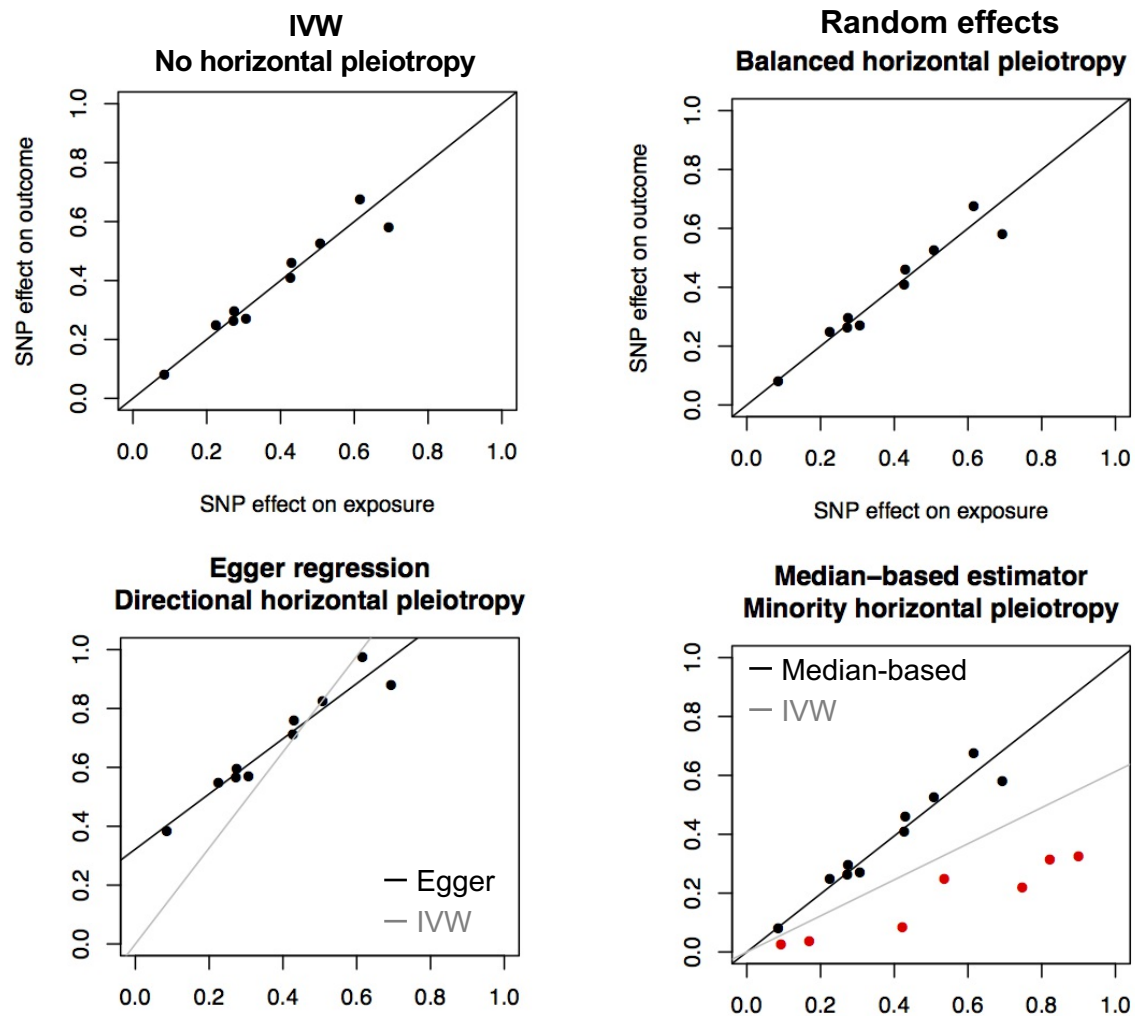 IVW
No horizontal pleiotropy
SNP effect on outcome
1.0
0.8
0.6
0.4
0.2
0.0
0.0 0.2 0.4 0.6 0.8 1.0
SNP effect on exposure
Random effects
Balanced horizontal pleiotropy
SNP effect on outcome
1.0
0.8
0.6
0.4
0.2
0.0
0.0 0.2 0.4 0.6 0.8 1.0
SNP effect on exposure
Egger regression
Directional horizontal pleiotropy
1.0
0.8
0.6
0.4
0.2
0.0
Egger
IVW
0.0 0.2 0.4 0.6 0.8 1.0
Median−based estimator
Minority horizontal pleiotropy
1.0
0.8
0.6
0.4
0.2
0.0
Median-based
IVW
0.0 0.2 0.4 0.6 0.8 1.0